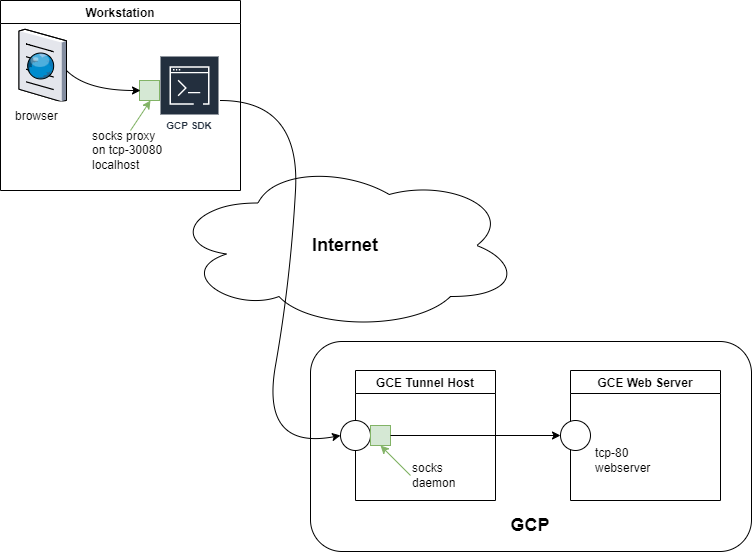 Workstation
browser
GCP SDK
socks proxy
on tcp-30080
localhost
Internet
GCE Tunnel Host
GCE Web Server
socks
daemon
tcp-80
webserver
GCP